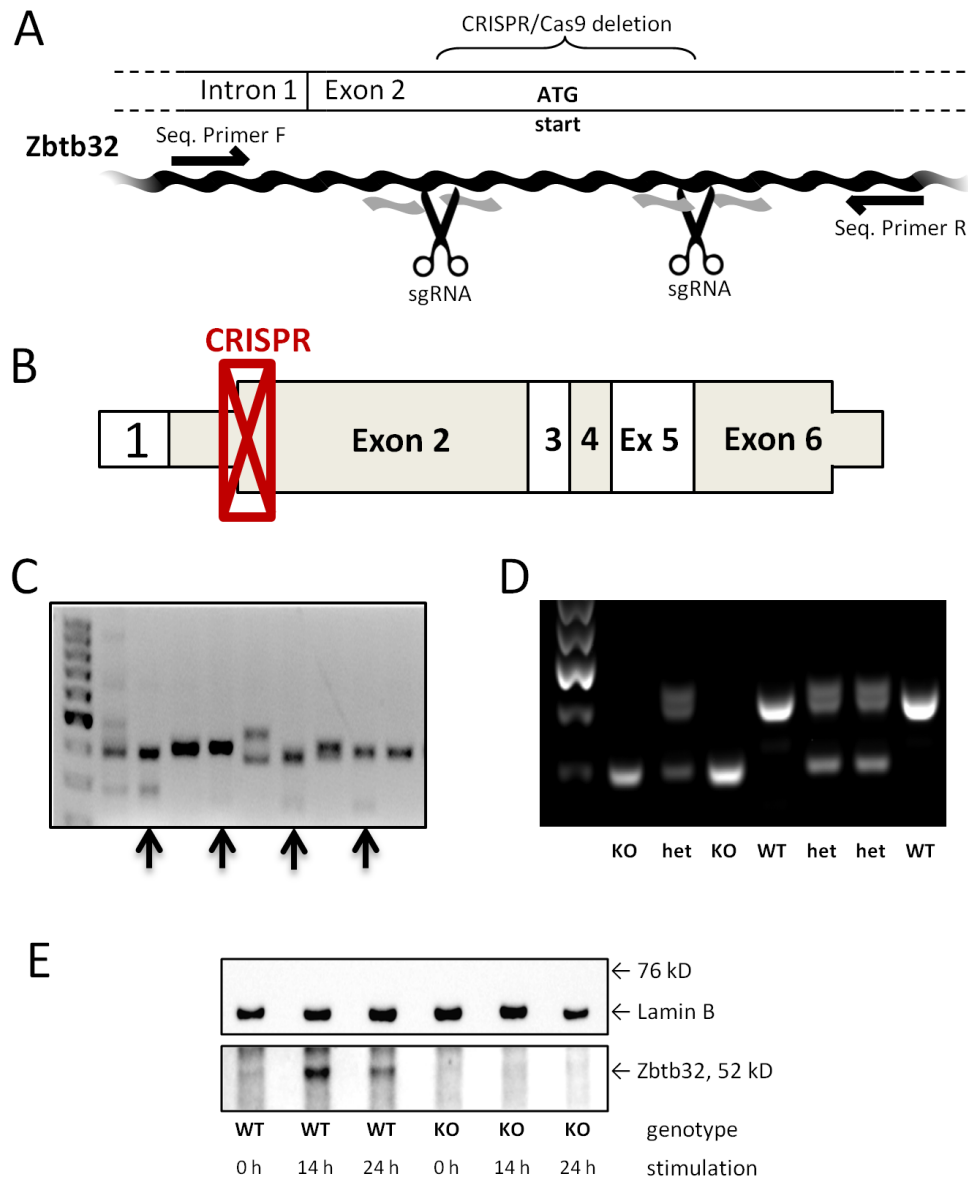 A
CRISPR/Cas9 deletion
Intron 1 Exon 2 ATG
start
Zbtb32
Seq. Primer F
Seq. Primer R
sgRNA sgRNA
CRISPR
B
1 Exon 2 3 4 Ex 5 Exon 6
C
D
KO het KO WT het het WT
E
← 76 kD
← Lamin B
← Zbtb32, 52 kD
WT WT WT KO KO KO genotype
0 h 14 h 24 h 0 h 14 h 24 h stimulation